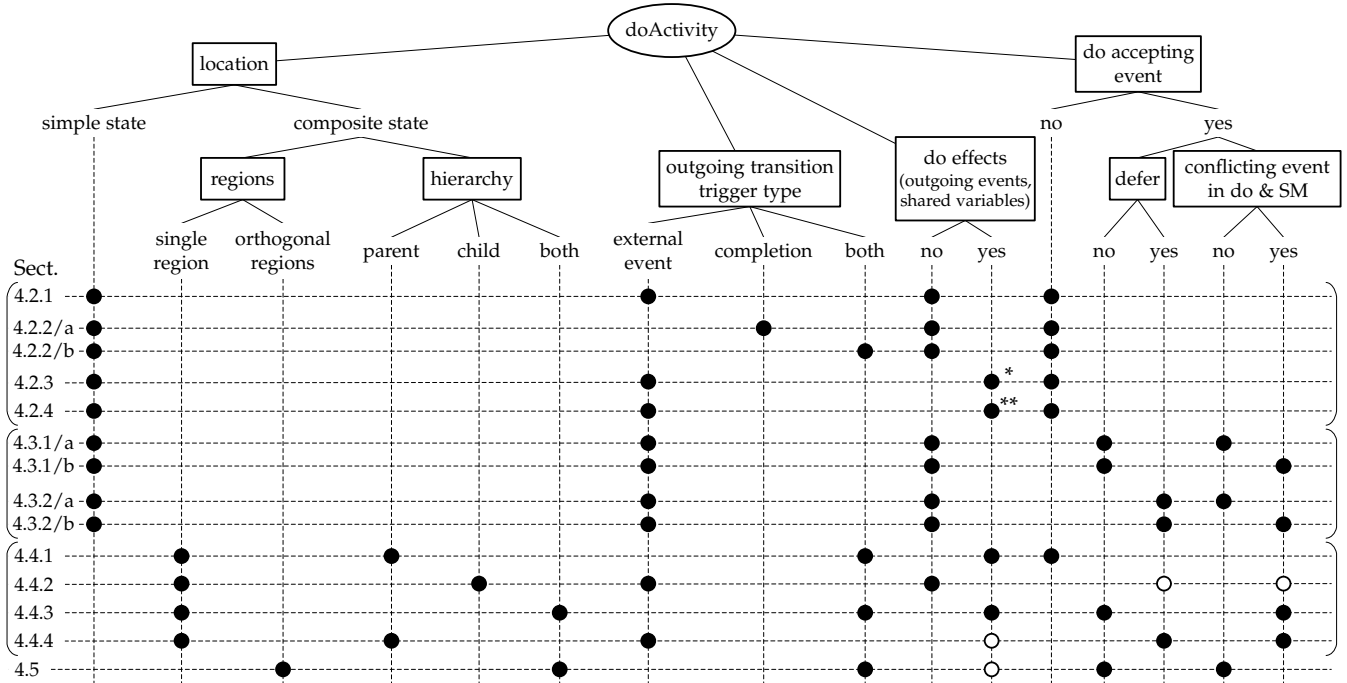 doActivity
location
do accepting
event
simple state
composite state
no
yes
regions
hierarchy
outgoing transition
trigger type
do effects
(outgoing events,
shared variables)
defer
conflicting event
in do & SM
single
region
orthogonal
regions
parent
child
both
external
event
completion
both
no
yes
no
yes
no
yes
Sect.
4.2.1
4.2.2/a
4.2.2/b
4.2.3
*
4.2.4
**
4.3.1/a
4.3.1/b
4.3.2/a
4.3.2/b
4.4.1
4.4.2
4.4.3
4.4.4
4.5